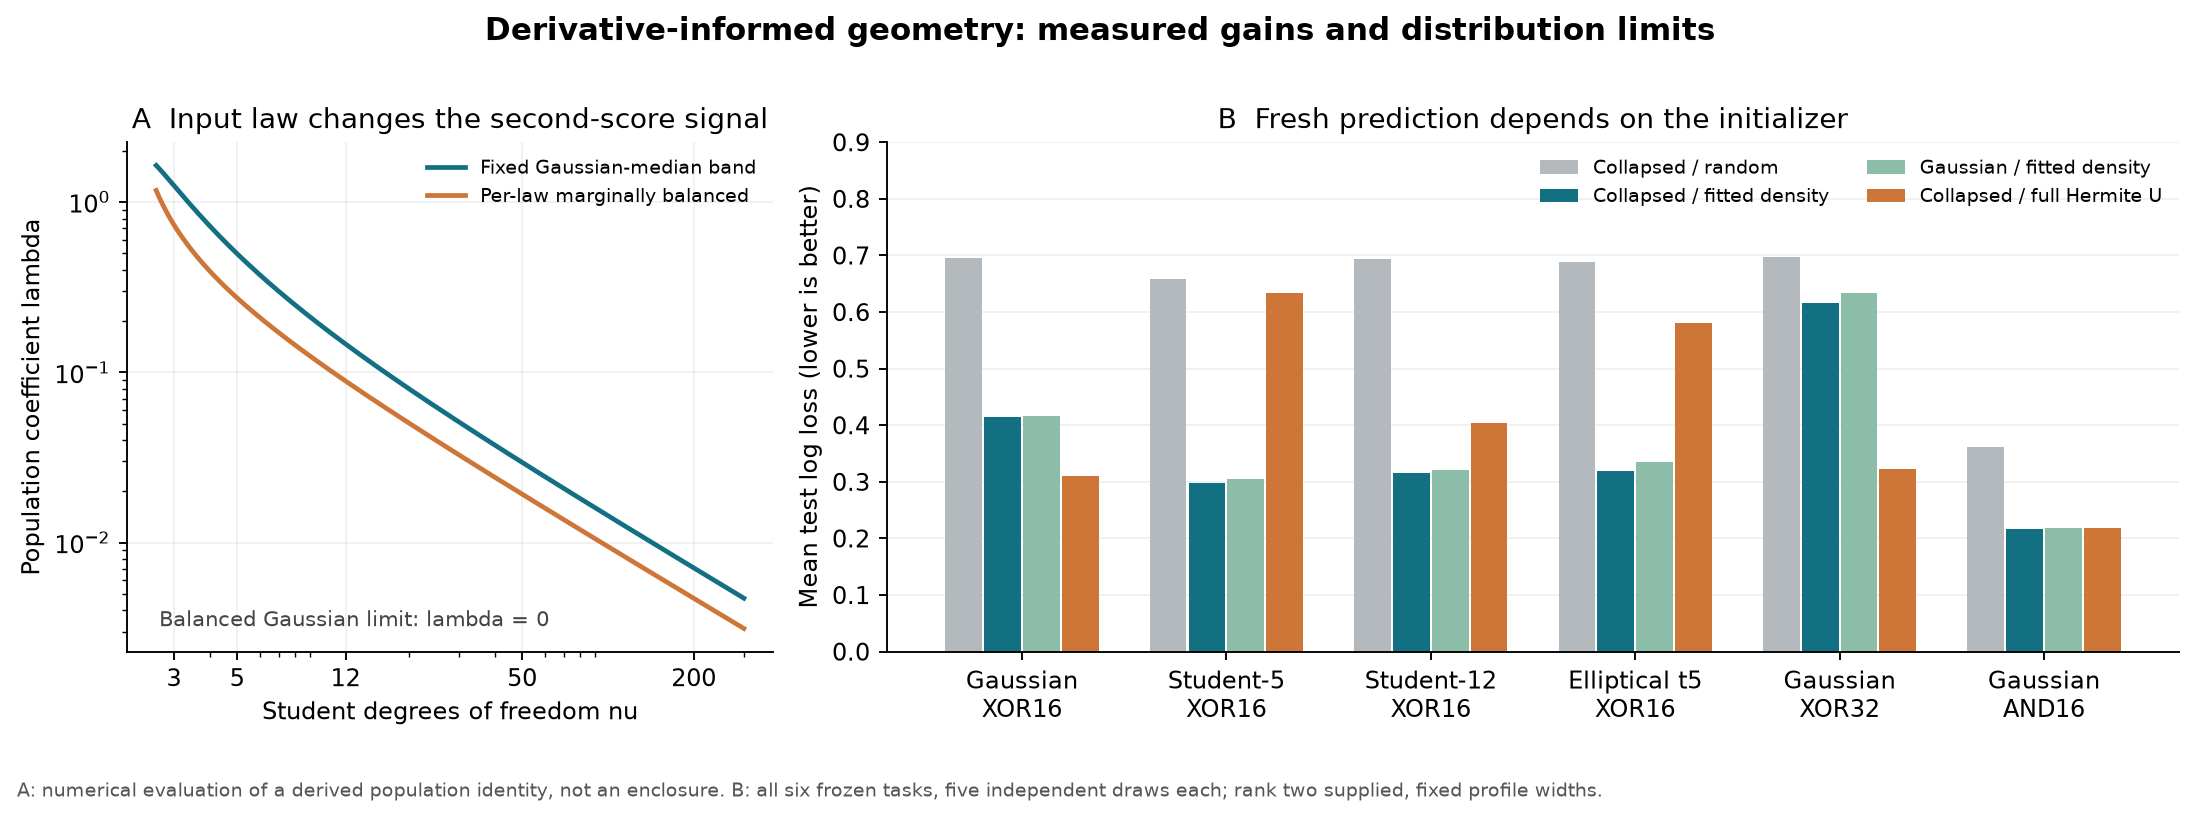 Derivative-informed geometry: measured gains and distribution limits
A  Input law changes the second-score signal
Fixed Gaussian-median band
Per-law marginally balanced
Population coefficient lambda
10⁰
10⁻¹
10⁻²
Balanced Gaussian limit: lambda = 0
3 5 12 50 200
Student degrees of freedom nu
B  Fresh prediction depends on the initializer
Collapsed / random
Collapsed / fitted density
Gaussian / fitted density
Collapsed / full Hermite U
Mean test log loss (lower is better)
0.9
0.8
0.7
0.6
0.5
0.4
0.3
0.2
0.1
0.0
Gaussian
XOR16
Student-5
XOR16
Student-12
XOR16
Elliptical t5
XOR16
Gaussian
XOR32
Gaussian
AND16
A: numerical evaluation of a derived population identity, not an enclosure. B: all six frozen tasks, five independent draws each; rank two supplied, fixed profile widths.